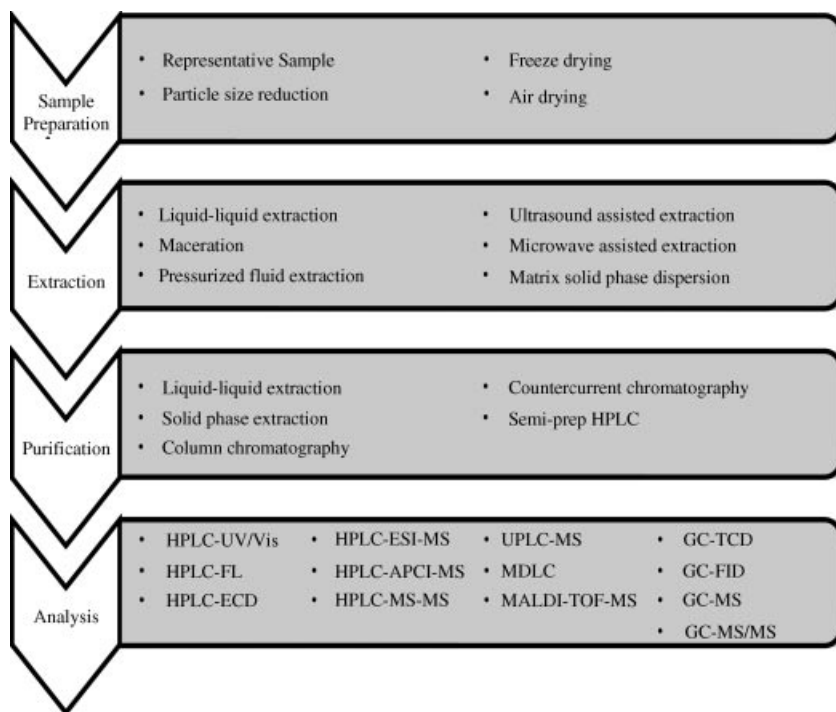 Sample
Preparation
• Representative Sample
• Particle size reduction
• Freeze drying
• Air drying
Extraction
• Liquid-liquid extraction
• Maceration
• Pressurized fluid extraction
• Ultrasound assisted extraction
• Microwave assisted extraction
• Matrix solid phase dispersion
Purification
• Liquid-liquid extraction
• Solid phase extraction
• Column chromatography
• Countercurrent chromatography
• Semi-prep HPLC
Analysis
• HPLC-UV/Vis
• HPLC-FL
• HPLC-ECD
• HPLC-ESI-MS
• HPLC-APCI-MS
• HPLC-MS-MS
• UPLC-MS
• MDLC
• MALDI-TOF-MS
• GC-TCD
• GC-FID
• GC-MS
• GC-MS/MS